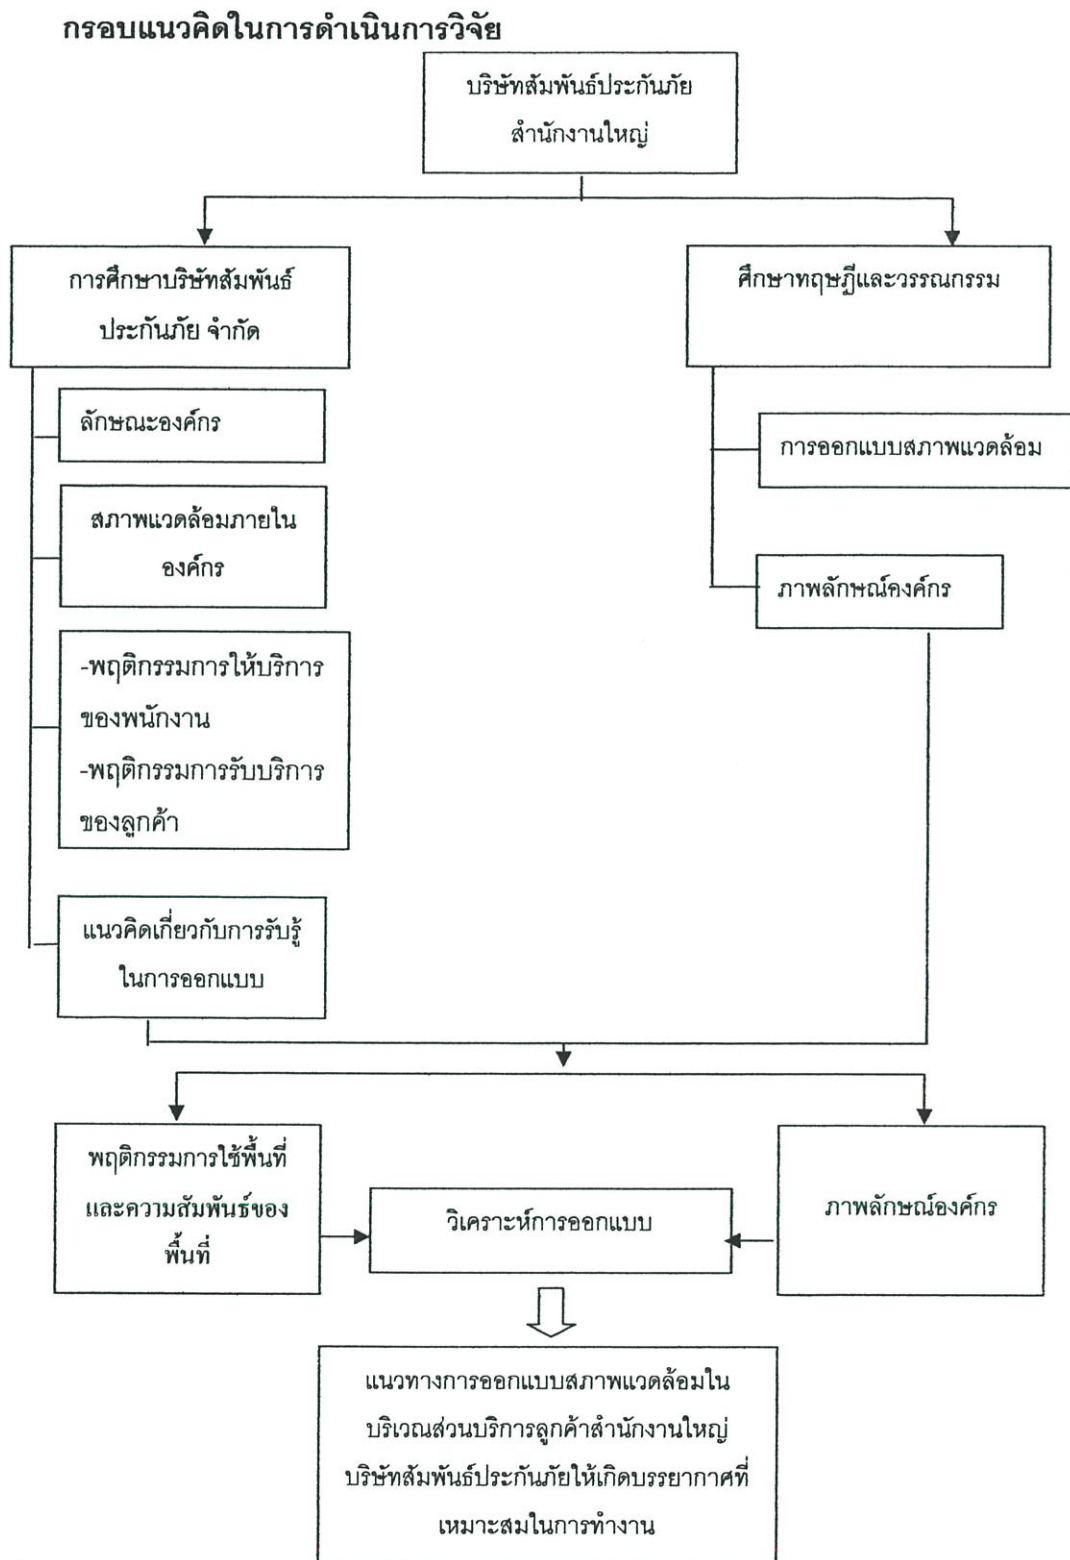 กรอบแนวคิดในการดำเนินการวิจัย
บริษัทสัมพันธ์ประกันภัย
สำนักงานใหญ่
การศึกษาบริษัทสัมพันธ์
ประกันภัย จำกัด
ศึกษาทฤษฎีและวรรณกรรม
ลักษณะองค์กร
การออกแบบสภาพแวดล้อม
สภาพแวดล้อมภายใน
องค์กร
ภาพลักษณ์องค์กร
-พฤติกรรมการให้บริการ
ของพนักงาน
-พฤติกรรมการรับบริการ
ของลูกค้า
แนวคิดเกี่ยวกับการรับรู้
ในการออกแบบ
พฤติกรรมการใช้พื้นที่
และความสัมพันธ์ของ
พื้นที่
วิเคราะห์การออกแบบ
ภาพลักษณ์องค์กร
แนวทางการออกแบบสภาพแวดล้อมใน
บริเวณส่วนบริการลูกค้าสำนักงานใหญ่
บริษัทสัมพันธ์ประกันภัยให้เกิดบรรยากาศที่
เหมาะสมในการทำงาน